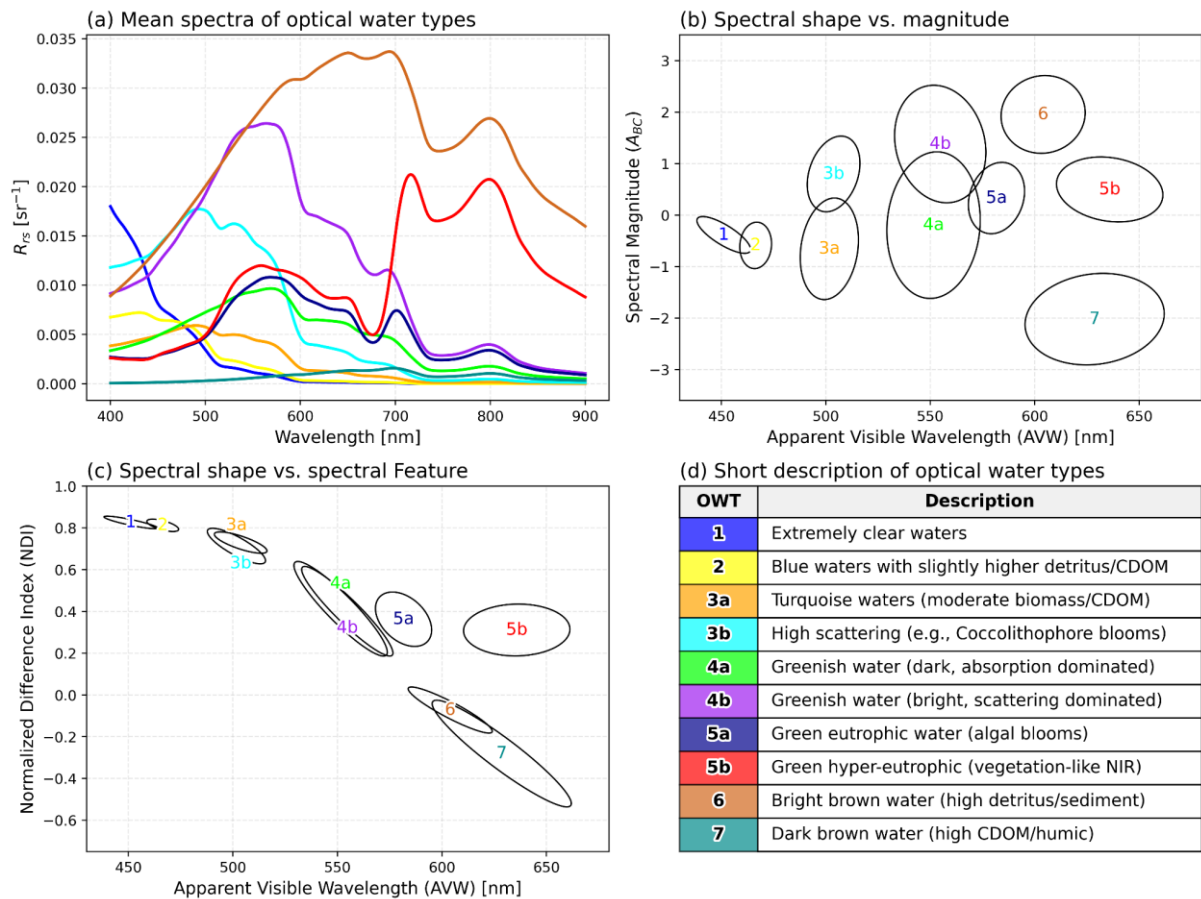 (a) Mean spectra of optical water types
0.035
0.030
0.025
0.020
0.015
0.010
0.005
0.000
R_rs [sr⁻¹]
400 500 600 700 800 900
Wavelength [nm]
(b) Spectral shape vs. magnitude
3
2
1
0
−1
−2
−3
Spectral Magnitude (A_BC)
1
2
3a
3b
4a
4b
5a
5b
6
7
450 500 550 600 650
Apparent Visible Wavelength (AVW) [nm]
(c) Spectral shape vs. spectral Feature
1.0
0.8
0.6
0.4
0.2
0.0
−0.2
−0.4
−0.6
Normalized Difference Index (NDI)
1
2
3a
3b
4a
4b
5a
5b
6
7
450 500 550 600 650
Apparent Visible Wavelength (AVW) [nm]
(d) Short description of optical water types
OWT Description
1 Extremely clear waters
2 Blue waters with slightly higher detritus/CDOM
3a Turquoise waters (moderate biomass/CDOM)
3b High scattering (e.g., Coccolithophore blooms)
4a Greenish water (dark, absorption dominated)
4b Greenish water (bright, scattering dominated)
5a Green eutrophic water (algal blooms)
5b Green hyper-eutrophic (vegetation-like NIR)
6 Bright brown water (high detritus/sediment)
7 Dark brown water (high CDOM/humic)